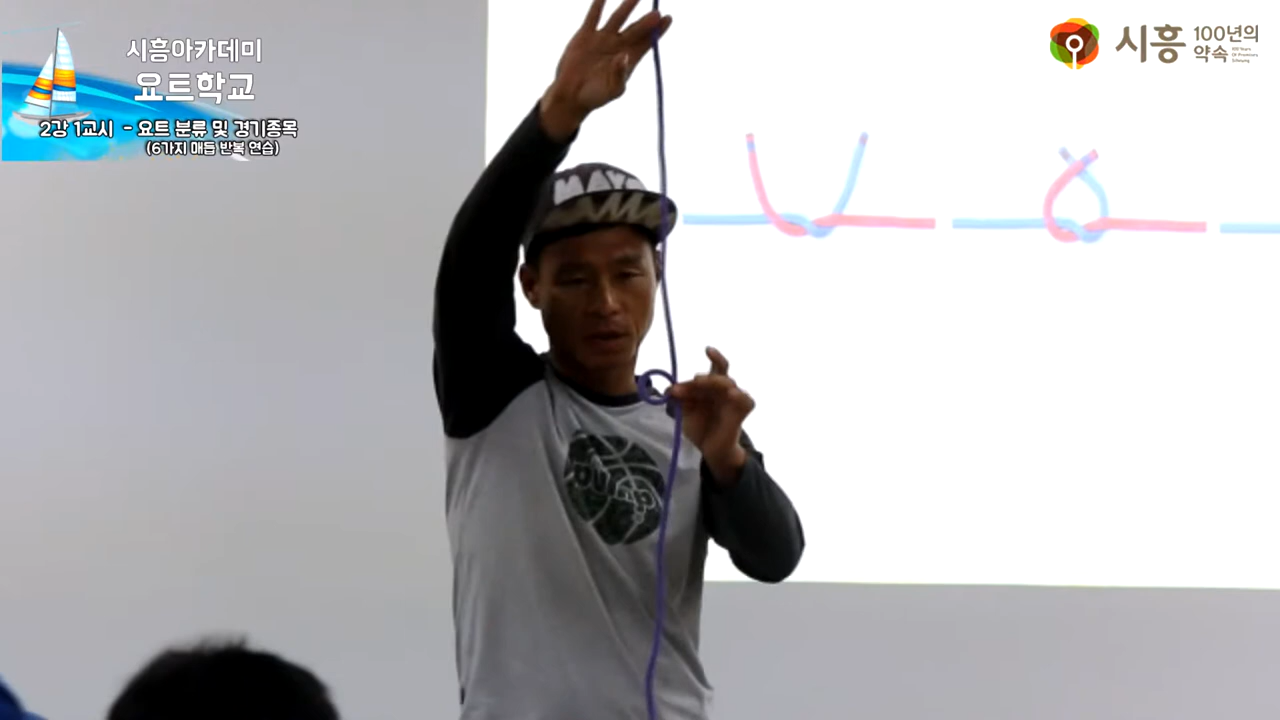 시흥아카데미
요트학교
2강 1교시 - 요트 분류 및 경기종목
(6가지 매듭 반복 연습)
시흥 100년의
약속